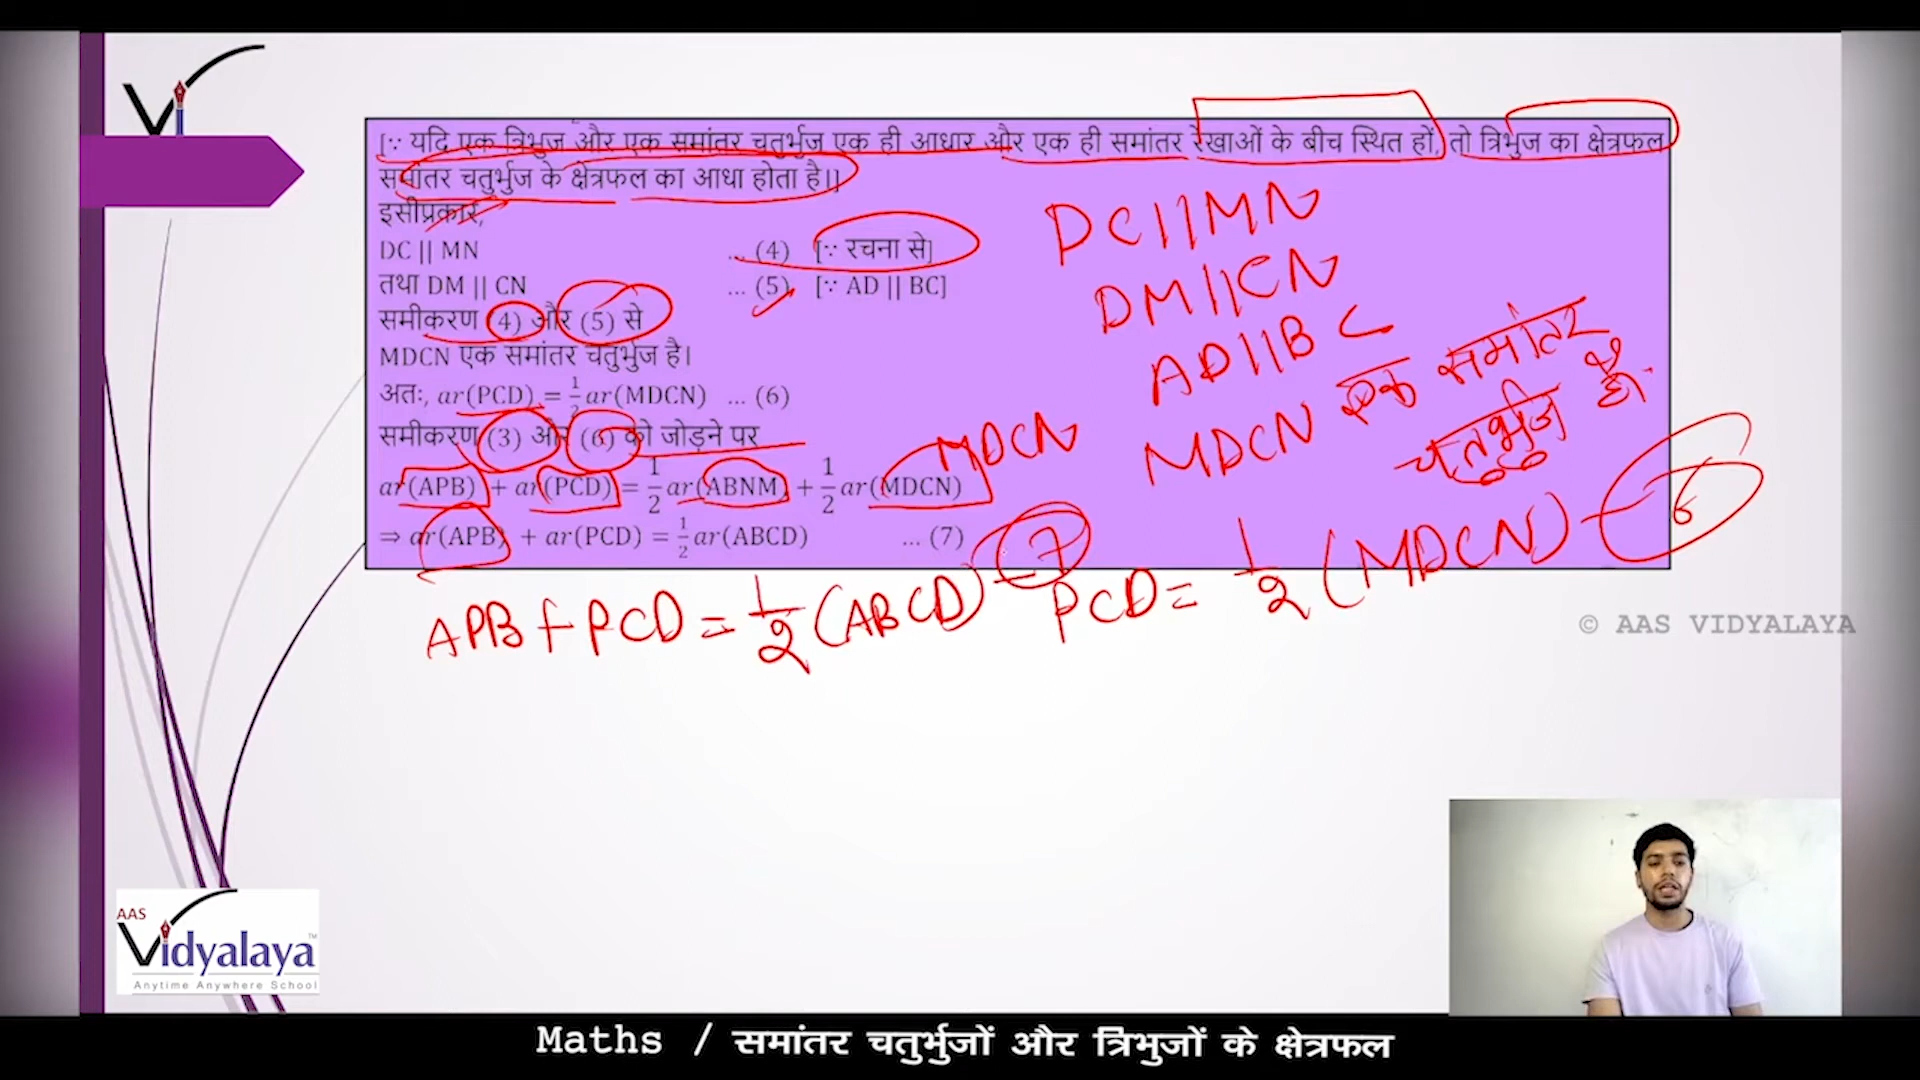 [∵ यदि एक त्रिभुज और एक समांतर चतुर्भुज एक ही आधार और एक ही समांतर रेखाओं के बीच स्थित हों, तो त्रिभुज का क्षेत्रफल
समांतर चतुर्भुज के क्षेत्रफल का आधा होता है।]
इसीप्रकार,
DC || MN ... (4) [∵ रचना से]
तथा DM || CN ... (5) [∵ AD || BC]
समीकरण (4) और (5) से
MDCN एक समांतर चतुर्भुज है।
अतः, ar(PCD) = 1/2 ar(MDCN) ... (6)
समीकरण (3) और (6) को जोड़ने पर
ar(APB) + ar(PCD) = 1/2 ar(ABNM) + 1/2 ar(MDCN)
⇒ ar(APB) + ar(PCD) = 1/2 ar(ABCD) ... (7)
DC||MN
DM||CN
AD||BC
MDCN एक समांतर
चतुर्भुज है.
MDCN
APB + PCD = 1/2 (ABCD) - 7
PCD = 1/2 (MDCN) - 6
© AAS VIDYALAYA
AAS
Vidyalaya
TM
Anytime Anywhere School
Maths / समांतर चतुर्भुजों और त्रिभुजों के क्षेत्रफल